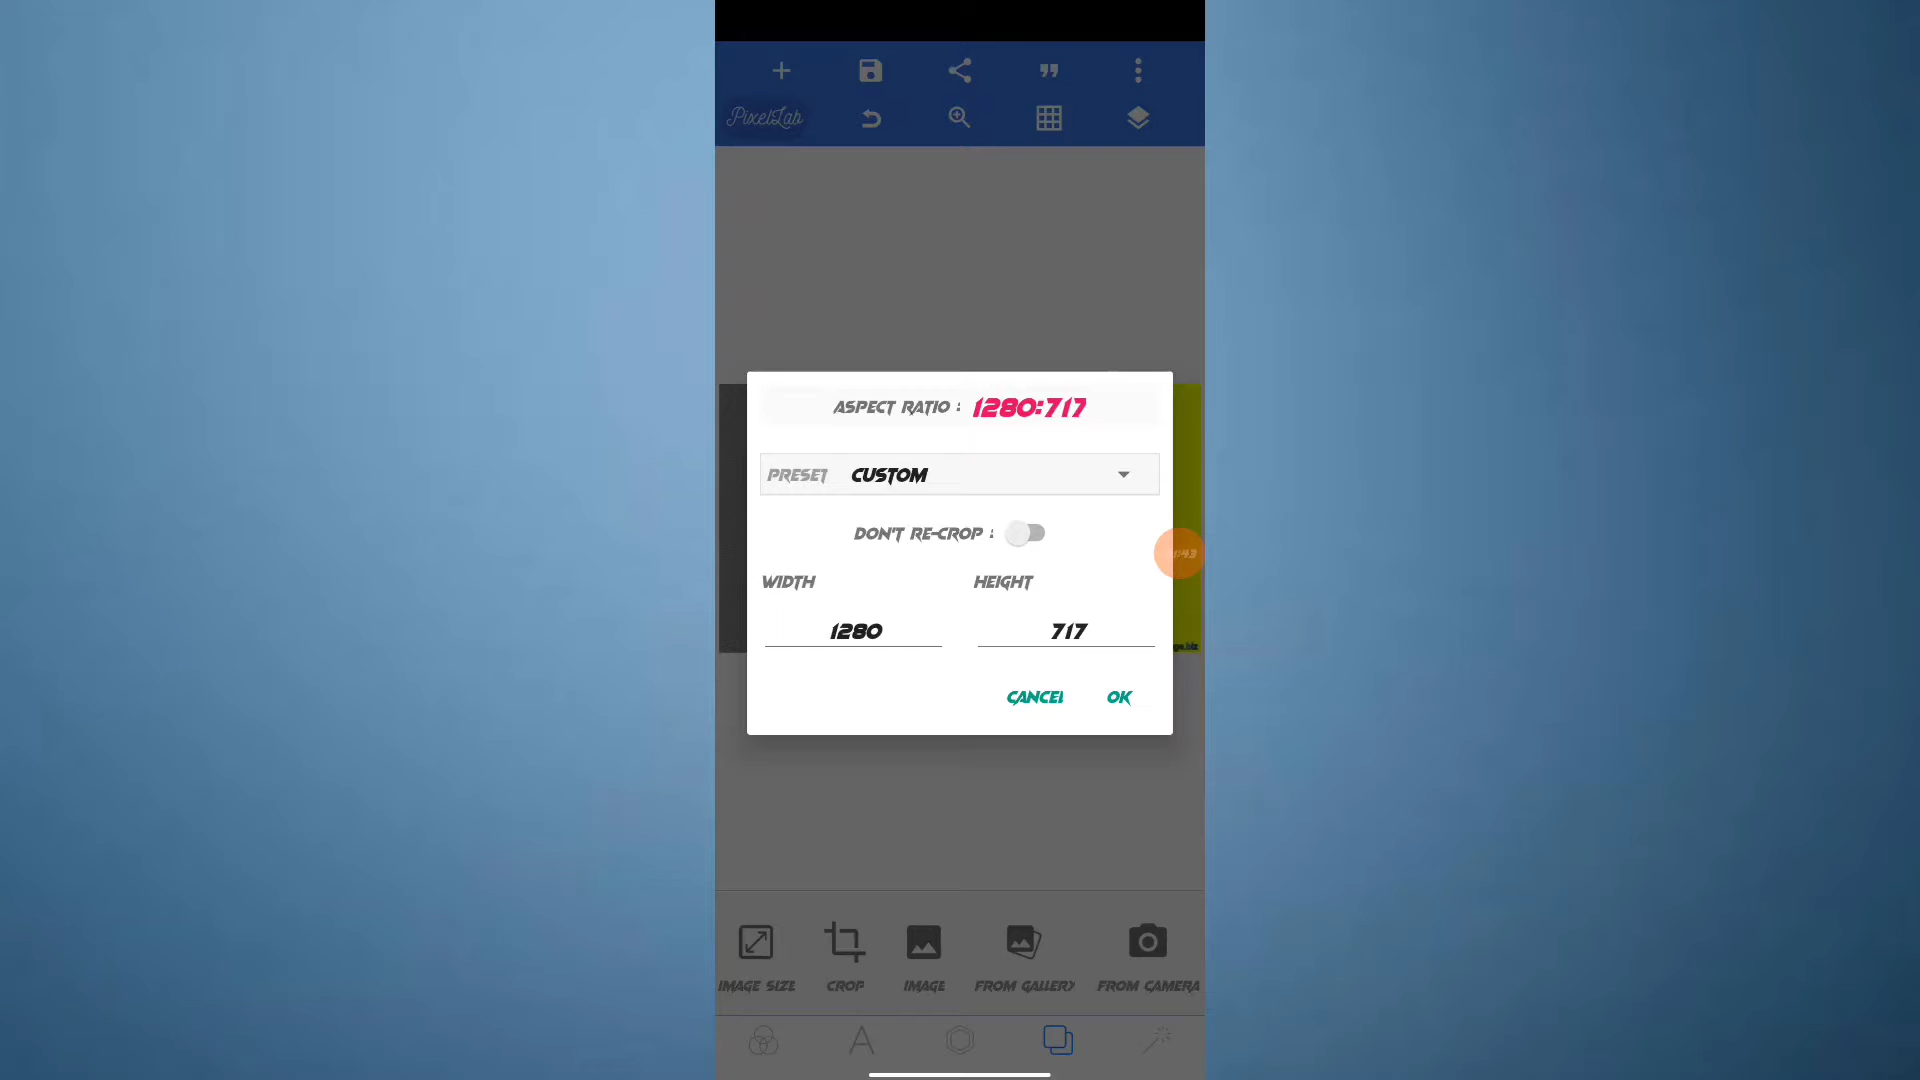 PixelLab
ASPECT RATIO : 1280:717
PRESET CUSTOM
DON'T RE-CROP :
WIDTH HEIGHT
1280 717
CANCEL OK
IMAGE SIZE CROP IMAGE FROM GALLERY FROM CAMERA